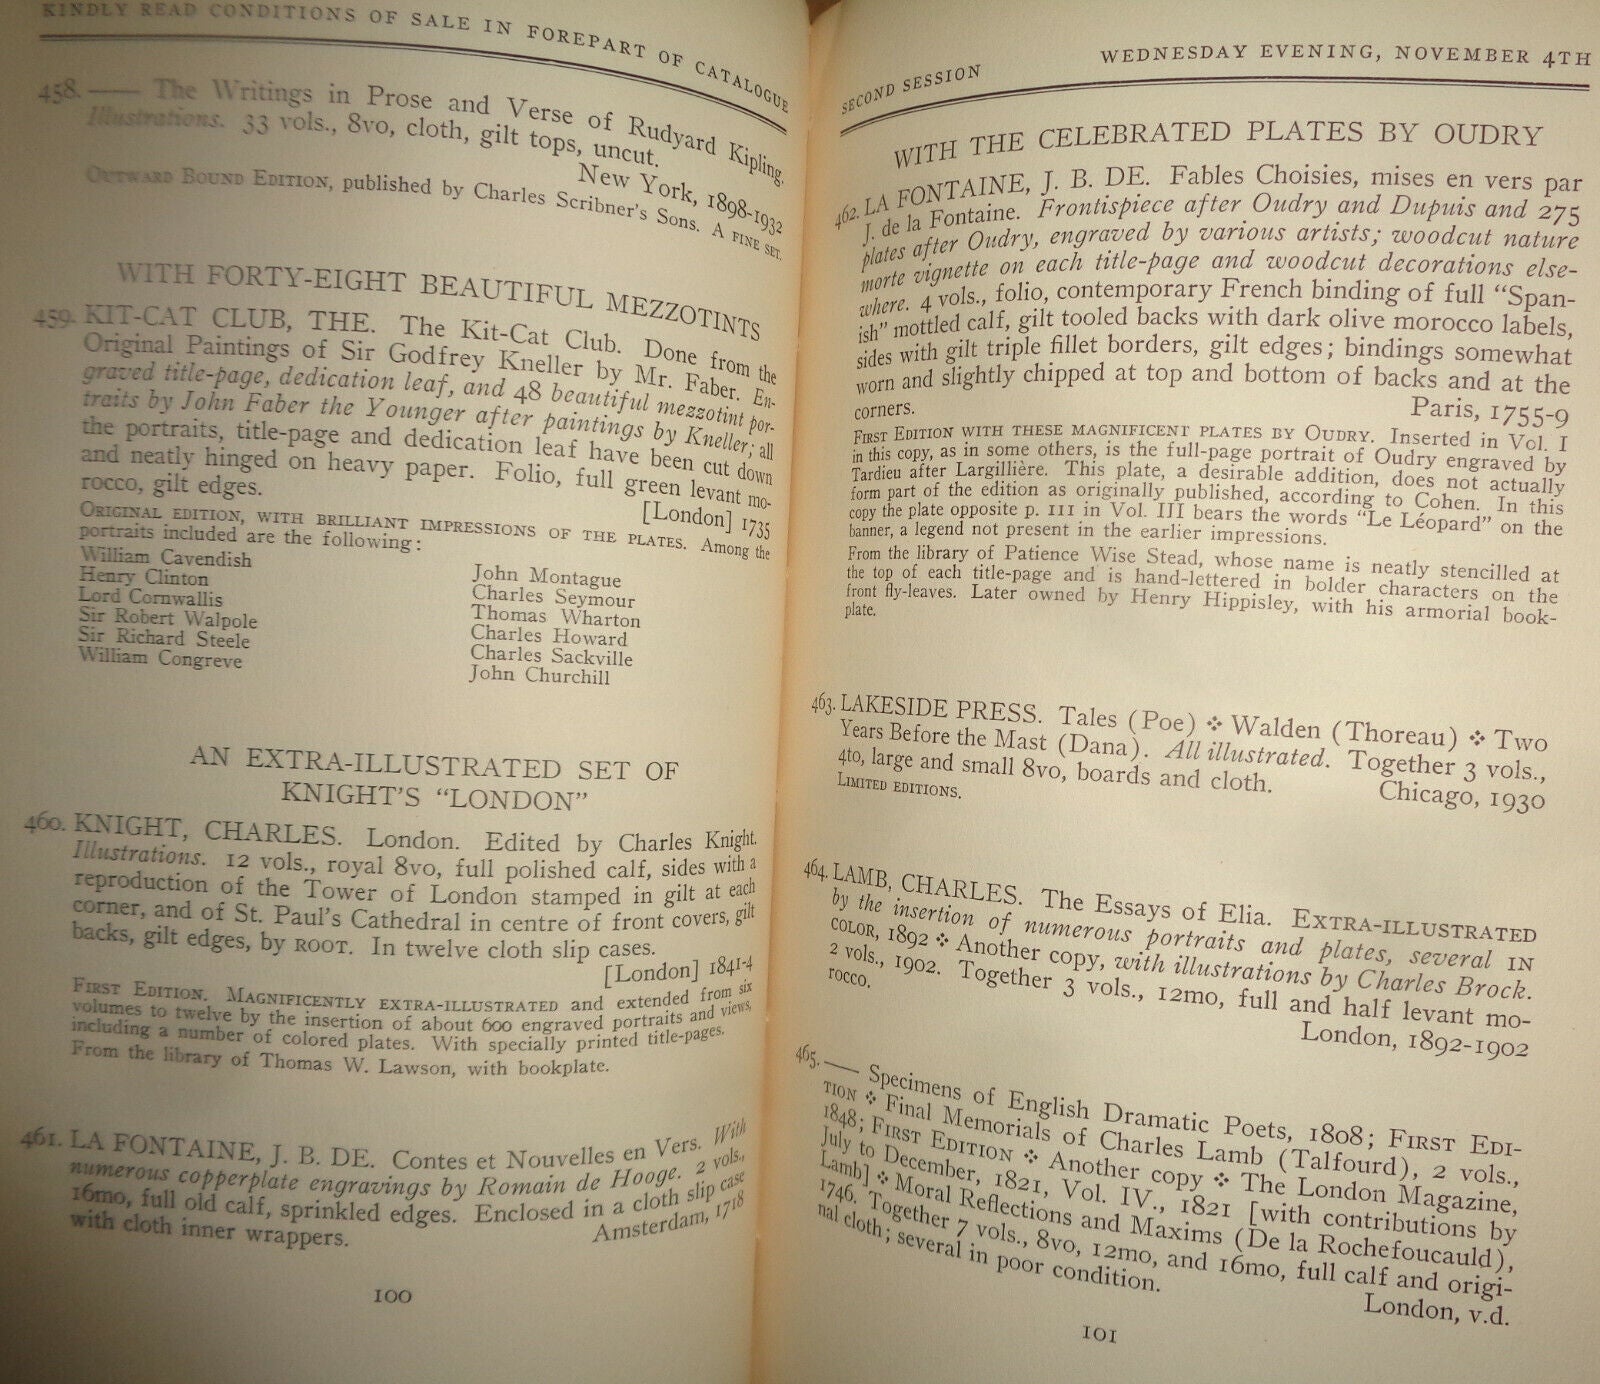 KINDLY READ CONDITIONS OF SALE IN FOREPART OF CATALOGUE
458. —— The Writings in Prose and Verse of Rudyard Kipling.
Illustrations. 33 vols., 8vo, cloth, gilt tops, uncut.
New York, 1898-1932
OUTWARD BOUND EDITION, published by Charles Scribner's Sons. A FINE SET.
WITH FORTY-EIGHT BEAUTIFUL MEZZOTINTS
459. KIT-CAT CLUB, THE. The Kit-Cat Club. Done from the
Original Paintings of Sir Godfrey Kneller by Mr. Faber. En-
graved title-page, dedication leaf, and 48 beautiful mezzotint por-
traits by John Faber the Younger after paintings by Kneller; all
the portraits, title-page and dedication leaf have been cut down
and neatly hinged on heavy paper. Folio, full green levant mo-
rocco, gilt edges.
[London] 1735
ORIGINAL EDITION, WITH BRILLIANT IMPRESSIONS OF THE PLATES. Among the
portraits included are the following:
William Cavendish
Henry Clinton
Lord Cornwallis
Sir Robert Walpole
Sir Richard Steele
William Congreve
John Montague
Charles Seymour
Thomas Wharton
Charles Howard
Charles Sackville
John Churchill
AN EXTRA-ILLUSTRATED SET OF
KNIGHT'S "LONDON"
460. KNIGHT, CHARLES. London. Edited by Charles Knight.
Illustrations. 12 vols., royal 8vo, full polished calf, sides with a
reproduction of the Tower of London stamped in gilt at each
corner, and of St. Paul's Cathedral in centre of front covers, gilt
backs, gilt edges, by ROOT. In twelve cloth slip cases.
[London] 1841-4
FIRST EDITION. MAGNIFICENTLY EXTRA-ILLUSTRATED and extended from six
volumes to twelve by the insertion of about 600 engraved portraits and views,
including a number of colored plates. With specially printed title-pages.
From the library of Thomas W. Lawson, with bookplate.
461. LA FONTAINE, J. B. DE. Contes et Nouvelles en Vers. With
numerous copperplate engravings by Romain de Hooge. 2 vols.,
16mo, full old calf, sprinkled edges. Enclosed in a cloth slip case
with cloth inner wrappers.
Amsterdam, 1718
100
SECOND SESSION
WEDNESDAY EVENING, NOVEMBER 4TH
WITH THE CELEBRATED PLATES BY OUDRY
462. LA FONTAINE, J. B. DE. Fables Choisies, mises en vers par
J. de la Fontaine. Frontispiece after Oudry and Dupuis and 275
plates after Oudry, engraved by various artists; woodcut nature
morte vignette on each title-page and woodcut decorations else-
where. 4 vols., folio, contemporary French binding of full "Span-
ish" mottled calf, gilt tooled backs with dark olive morocco labels,
sides with gilt triple fillet borders, gilt edges; bindings somewhat
worn and slightly chipped at top and bottom of backs and at the
corners.
Paris, 1755-9
FIRST EDITION WITH THESE MAGNIFICENT PLATES BY OUDRY. Inserted in Vol. I
in this copy, as in some others, is the full-page portrait of Oudry engraved by
Tardieu after Largillière. This plate, a desirable addition, does not actually
form part of the edition as originally published, according to Cohen. In this
copy the plate opposite p. 111 in Vol. III bears the words "Le Léopard" on the
banner, a legend not present in the earlier impressions.
From the library of Patience Wise Stead, whose name is neatly stencilled at
the top of each title-page and is hand-lettered in bolder characters on the
front fly-leaves. Later owned by Henry Hippisley, with his armorial book-
plate.
463. LAKESIDE PRESS. Tales (Poe) ❖ Walden (Thoreau) ❖ Two
Years Before the Mast (Dana). All illustrated. Together 3 vols.,
4to, large and small 8vo, boards and cloth.
Chicago, 1930
LIMITED EDITIONS.
464. LAMB, CHARLES. The Essays of Elia. EXTRA-ILLUSTRATED
by the insertion of numerous portraits and plates, several IN
COLOR, 1892 ❖ Another copy, with illustrations by Charles Brock.
2 vols., 1902. Together 3 vols., 12mo, full and half levant mo-
rocco.
London, 1892-1902
465. —— Specimens of English Dramatic Poets, 1808; FIRST EDI-
TION ❖ Final Memorials of Charles Lamb (Talfourd), 2 vols.,
1848; FIRST EDITION ❖ Another copy ❖ The London Magazine,
July to December, 1821, Vol. IV., 1821 [with contributions by
Lamb] ❖ Moral Reflections and Maxims (De la Rochefoucauld),
1746. Together 7 vols., 8vo, 12mo, and 16mo, full calf and origi-
nal cloth; several in poor condition.
London, v.d.
101